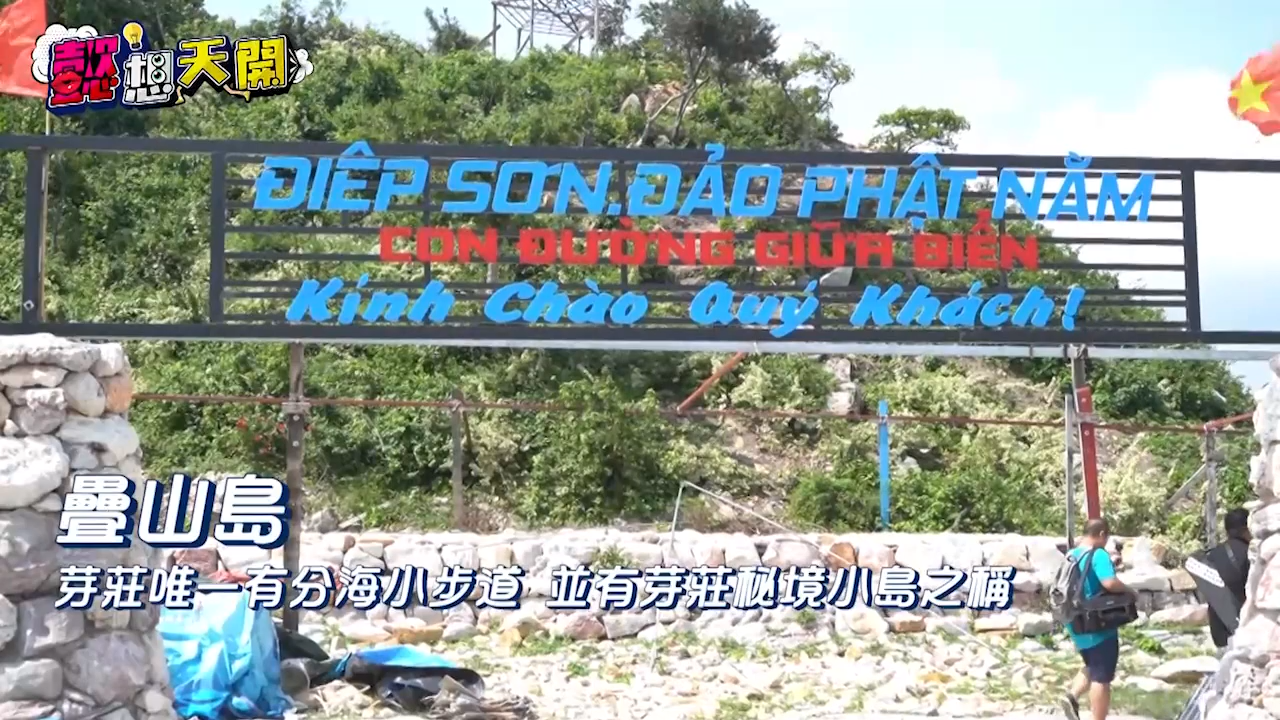 懿想天開
ĐIỆP SƠN.ĐẢO PHẬT NẰM
CON ĐƯỜNG GIỮA BIỂN
Kính Chào Quý Khách!
疊山島
芽莊唯一有分海小步道 並有芽莊秘境小島之稱